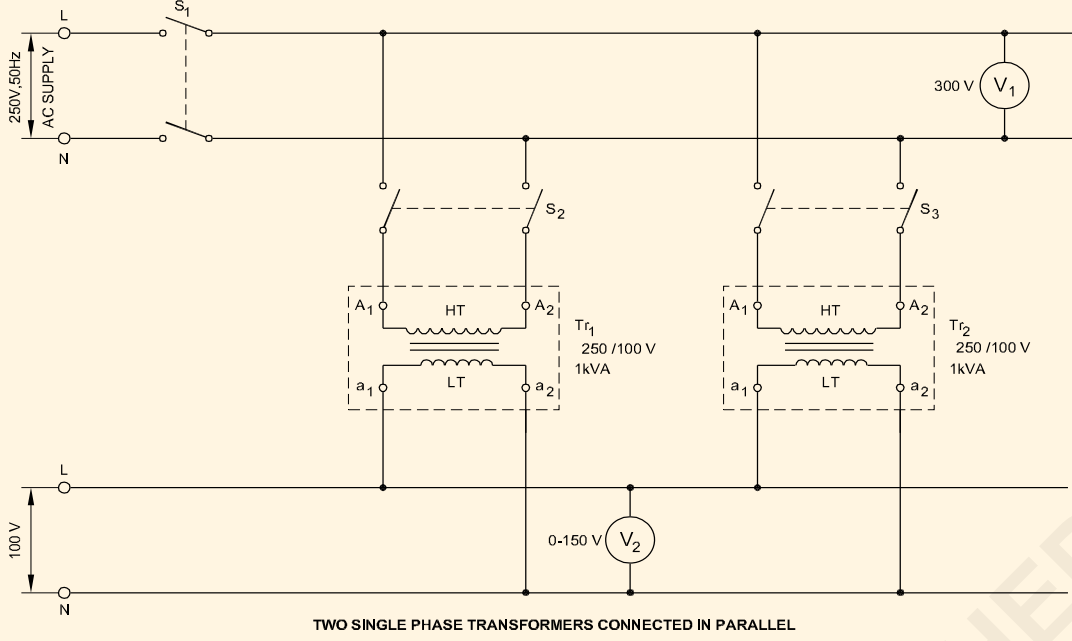 S1
L
250V,50Hz
AC SUPPLY
N
300 V
V1
S2
S3
A1
HT
A2
Tr1
250 /100 V
1kVA
a1
LT
a2
A1
HT
A2
Tr2
250 /100 V
1kVA
a1
LT
a2
L
100 V
N
0-150 V
V2
TWO SINGLE PHASE TRANSFORMERS CONNECTED IN PARALLEL